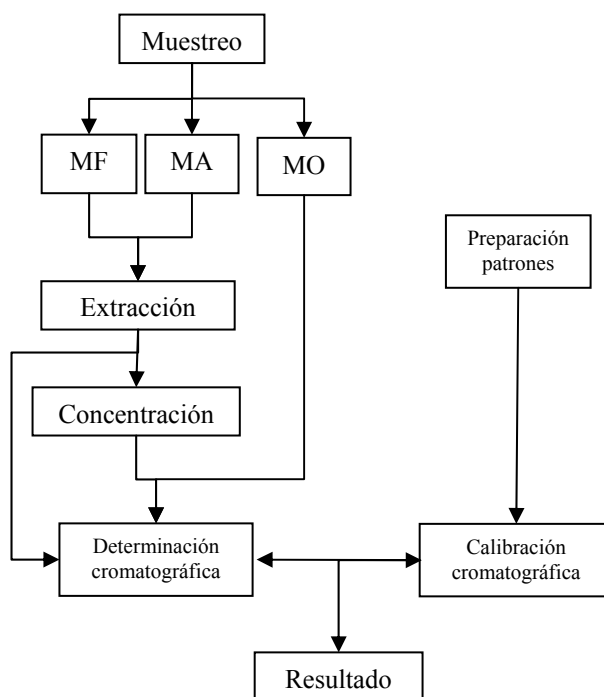 Muestreo
MF
MA
MO
Preparación
patrones
Extracción
Concentración
Determinación
cromatográfica
Calibración
cromatográfica
Resultado